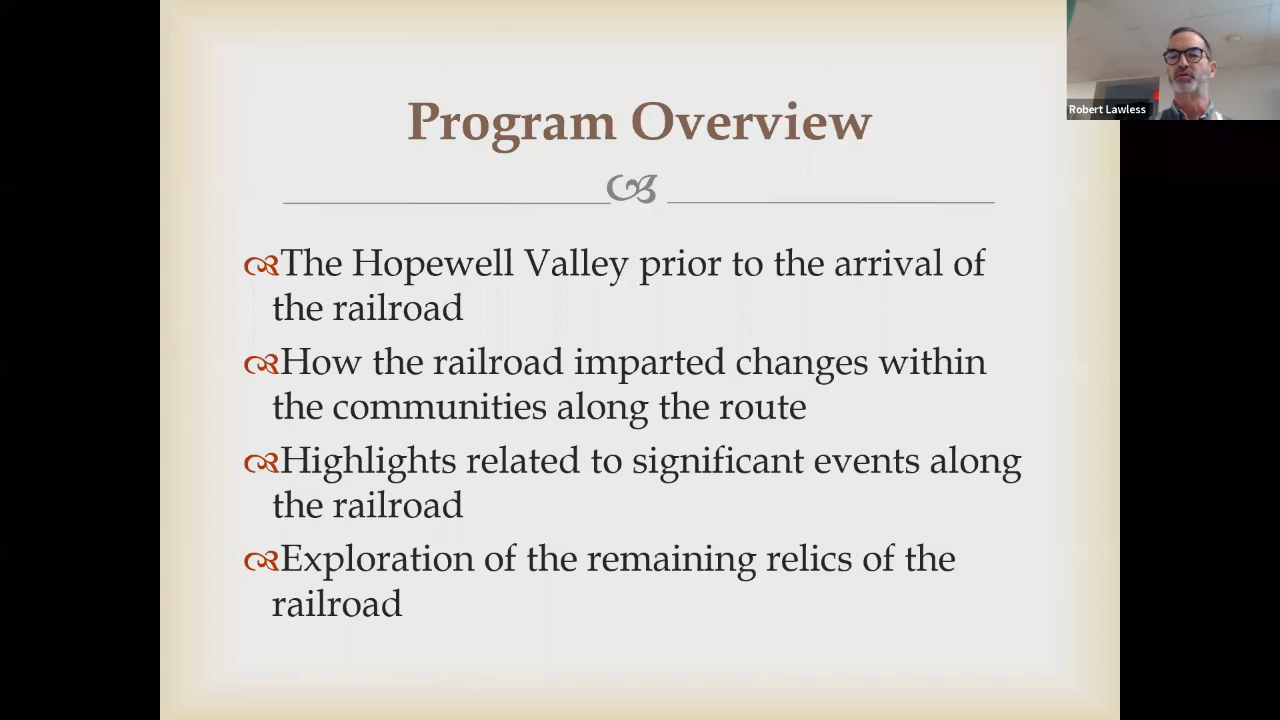 Program Overview
Robert Lawless
The Hopewell Valley prior to the arrival of
the railroad
How the railroad imparted changes within
the communities along the route
Highlights related to significant events along
the railroad
Exploration of the remaining relics of the
railroad